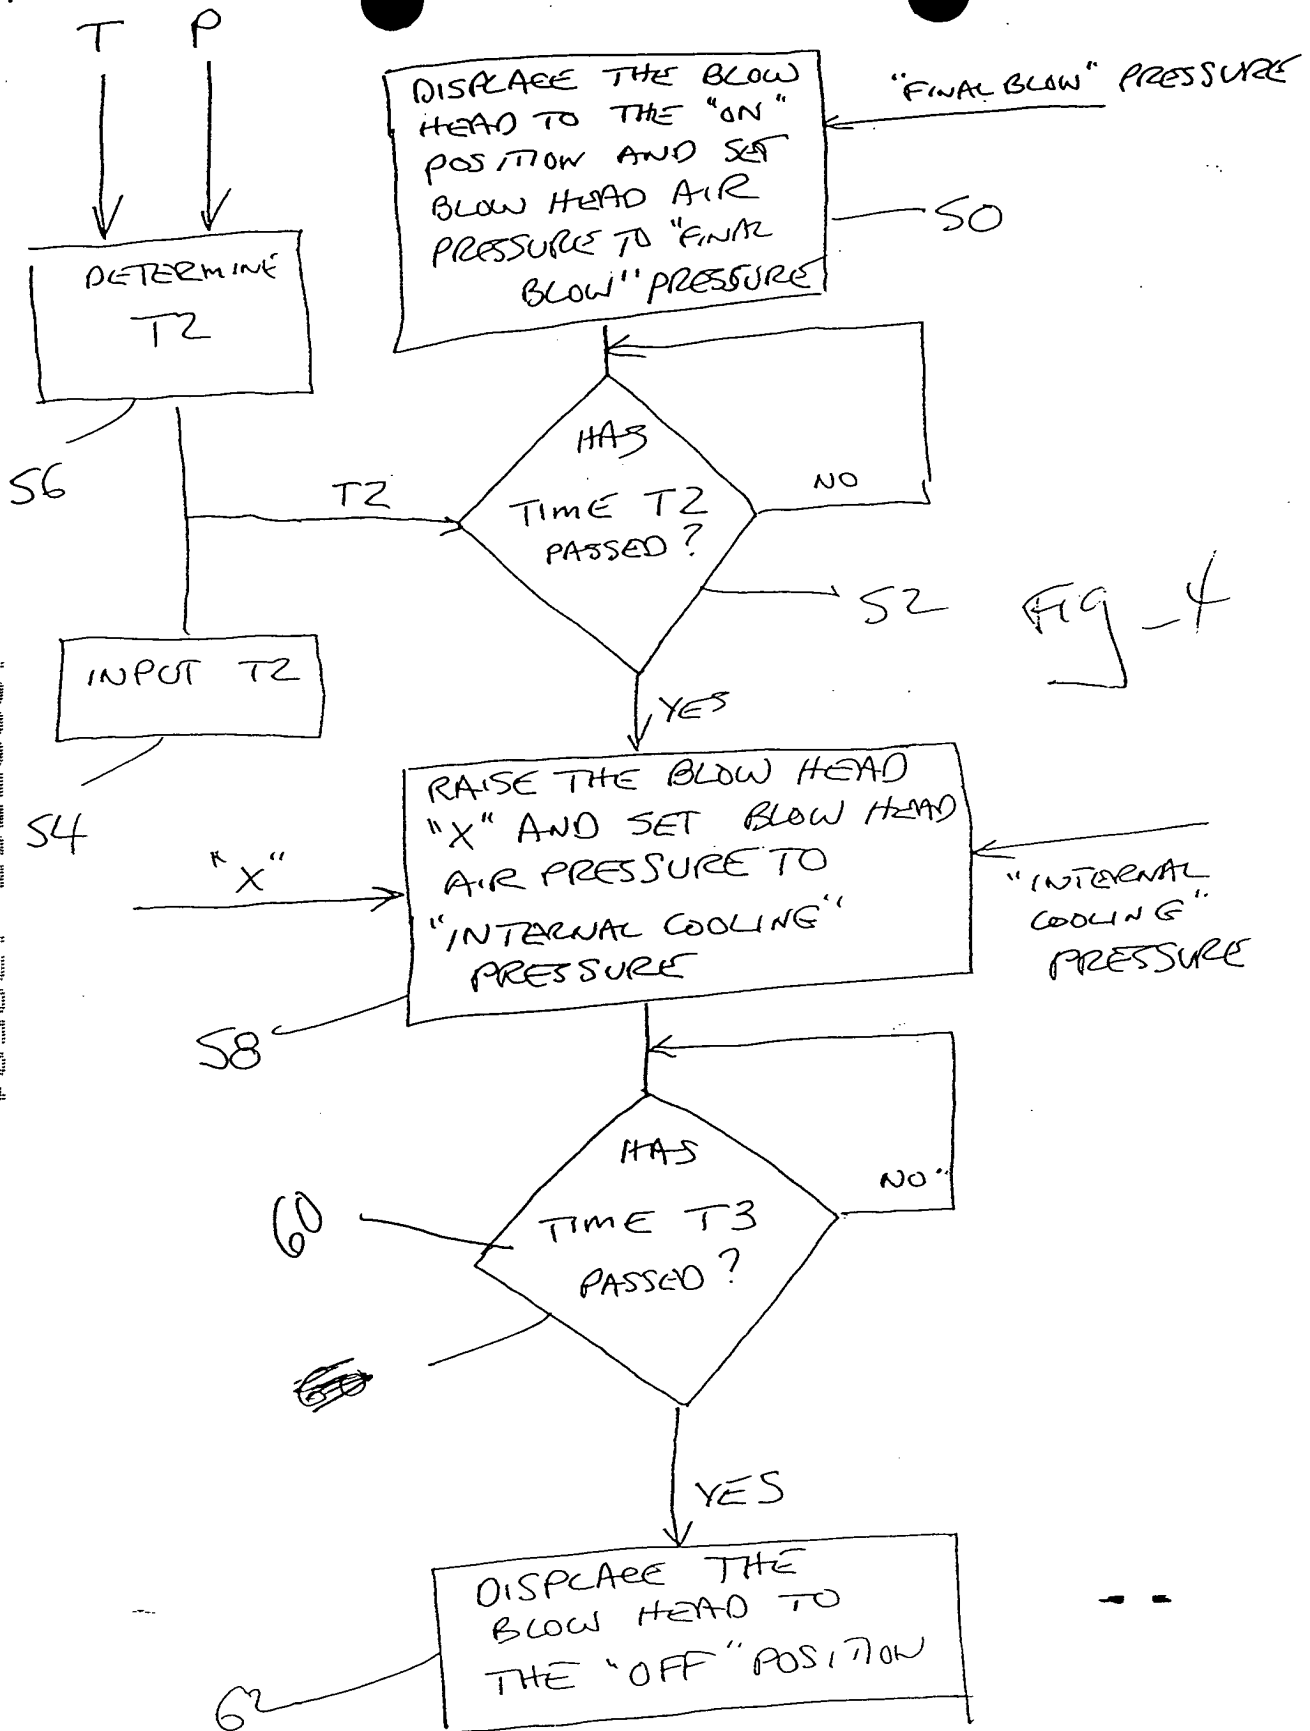 T P
DISPLACE THE BLOW
HEAD TO THE "ON"
POSITION AND SET
BLOW HEAD AIR
PRESSURE TO "FINAL
BLOW" PRESSURE
"FINAL BLOW" PRESSURE
50
DETERMINE
T2
56
T2
HAS
TIME T2
PASSED?
NO
52
Fig_4
INPUT T2
54
YES
RAISE THE BLOW HEAD
"X" AND SET BLOW HEAD
AIR PRESSURE TO
"INTERNAL COOLING"
PRESSURE
"X"
"INTERNAL
COOLING"
PRESSURE
58
HAS
TIME T3
PASSED?
NO
60
YES
DISPLACE THE
BLOW HEAD TO
THE "OFF" POSITION
62